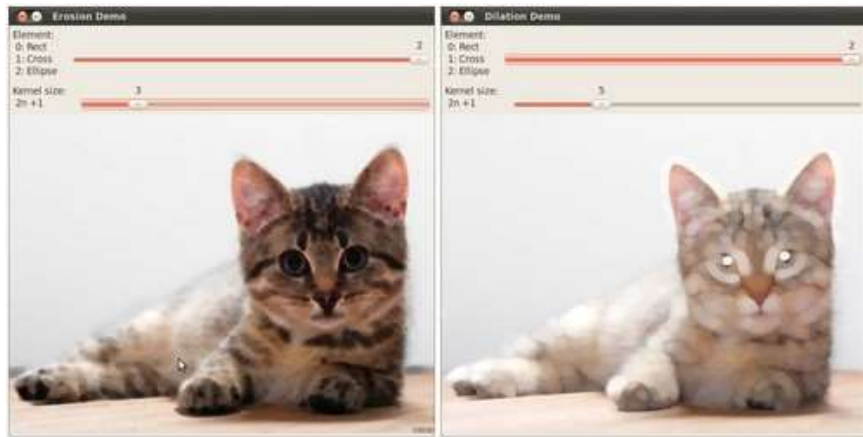 Erosion Demo
Element:
0: Rect
1: Cross
2: Ellipse
2
Kernel size:
2n +1
3
Dilation Demo
Element:
0: Rect
1: Cross
2: Ellipse
2
Kernel size:
2n +1
5